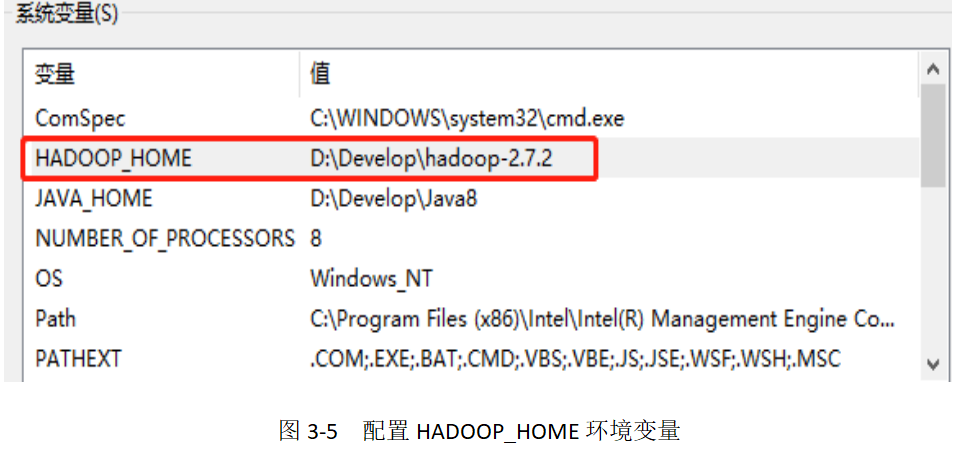 系统变量(S)
变量 值
ComSpec C:\WINDOWS\system32\cmd.exe
HADOOP_HOME D:\Develop\hadoop-2.7.2
JAVA_HOME D:\Develop\Java8
NUMBER_OF_PROCESSORS 8
OS Windows_NT
Path C:\Program Files (x86)\Intel\Intel(R) Management Engine Co...
PATHEXT .COM;.EXE;.BAT;.CMD;.VBS;.VBE;.JS;.JSE;.WSF;.WSH;.MSC
图 3-5 配置 HADOOP_HOME 环境变量